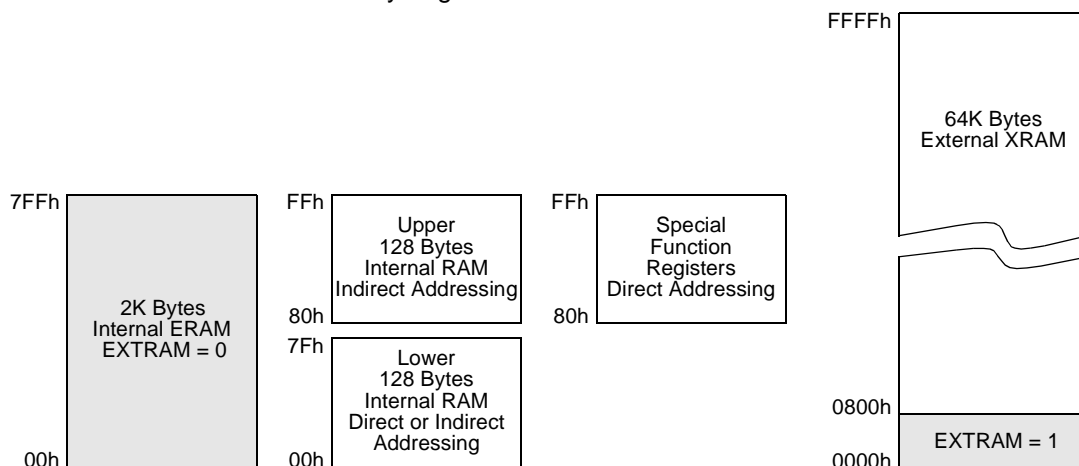 FFFFh
64K Bytes
External XRAM
7FFh
FFh
Upper
128 Bytes
Internal RAM
Indirect Addressing
80h
FFh
Special
Function
Registers
Direct Addressing
80h
2K Bytes
Internal ERAM
EXTRAM = 0
7Fh
Lower
128 Bytes
Internal RAM
Direct or Indirect
Addressing
00h
00h
0800h
EXTRAM = 1
0000h